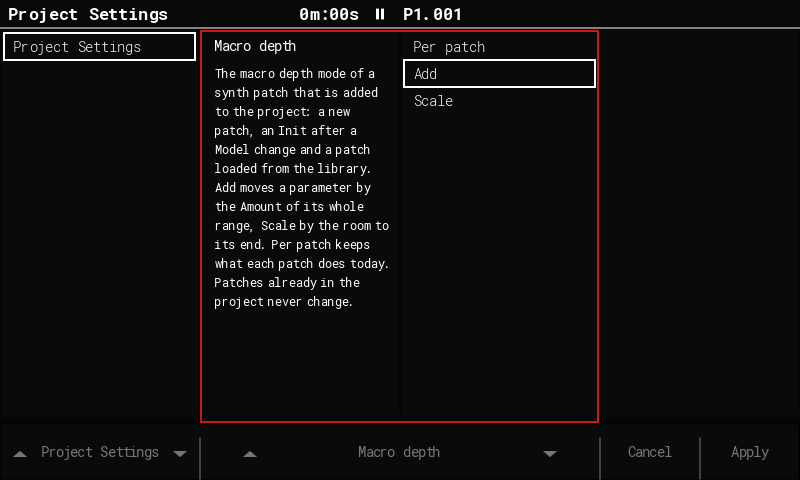 Project Settings 0m:00s P1.001
Project Settings
Macro depth
The macro depth mode of a
synth patch that is added
to the project: a new
patch, an Init after a
Model change and a patch
loaded from the library.
Add moves a parameter by
the Amount of its whole
range, Scale by the room to
its end. Per patch keeps
what each patch does today.
Patches already in the
project never change.
Per patch
Add
Scale
Project Settings
Macro depth
Cancel
Apply